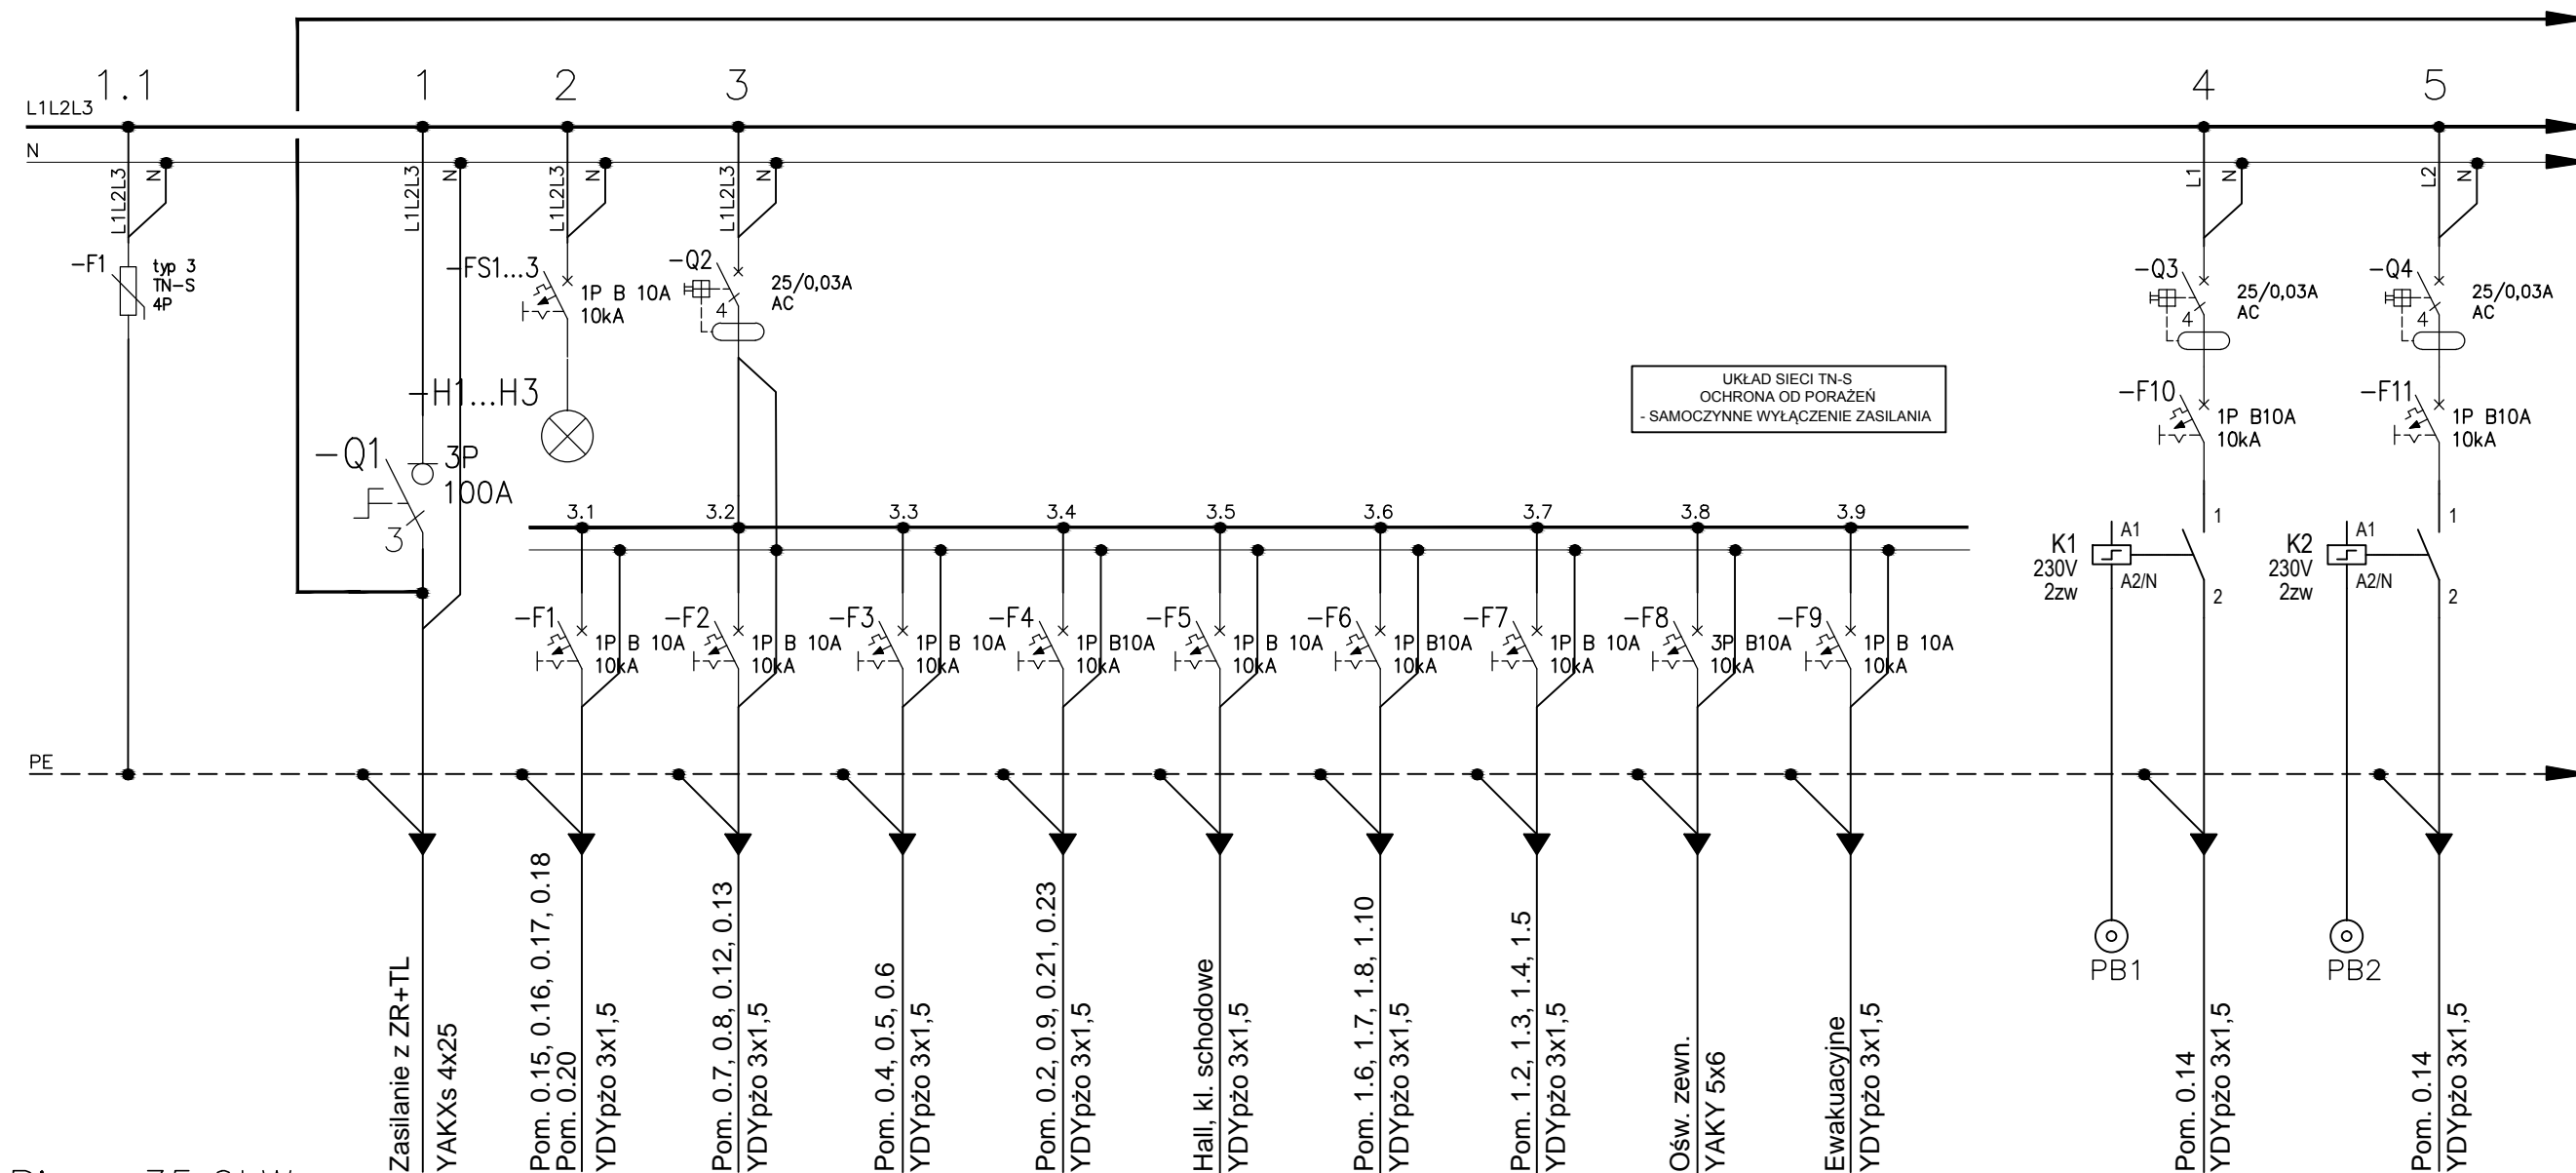 1.1
1
2
3
4
5
L1L2L3
N
L1L2L3
N
L1L2L3
N
L1L2L3
N
L1L2L3
N
L1
N
L2
N
-F1
typ 3
TN-S
4P
-FS1...3
1P B 10A
10kA
-Q2
25/0,03A
AC
4
-Q3
25/0,03A
AC
4
-Q4
25/0,03A
AC
4
-H1...H3
-Q1
3P
100A
3
UKŁAD SIECI TN-S
OCHRONA OD PORAŻEŃ
- SAMOCZYNNE WYŁĄCZENIE ZASILANIA
-F10
1P B10A
10kA
-F11
1P B10A
10kA
3.1
3.2
3.3
3.4
3.5
3.6
3.7
3.8
3.9
K1
230V
2zw
A1
A2/N
1
2
K2
230V
2zw
A1
A2/N
1
2
-F1
1P B 10A
10kA
-F2
1P B 10A
10kA
-F3
1P B 10A
10kA
-F4
1P B10A
10kA
-F5
1P B 10A
10kA
-F6
1P B10A
10kA
-F7
1P B 10A
10kA
-F8
3P B10A
10kA
-F9
1P B 10A
10kA
PE
PB1
PB2
Zasilanie z ZR+TL
YAKXs 4x25
Pom. 0.15, 0.16, 0.17, 0.18
Pom. 0.20
YDYpżo 3x1,5
Pom. 0.7, 0.8, 0.12, 0.13
YDYpżo 3x1,5
Pom. 0.4, 0.5, 0.6
YDYpżo 3x1,5
Pom. 0.2, 0.9, 0.21, 0.23
YDYpżo 3x1,5
Hall, kl. schodowe
YDYpżo 3x1,5
Pom. 1.6, 1.7, 1.8, 1.10
YDYpżo 3x1,5
Pom. 1.2, 1.3, 1.4, 1.5
YDYpżo 3x1,5
Ośw. zewn.
YAKY 5x6
Ewakuacyjne
YDYpżo 3x1,5
Pom. 0.14
YDYpżo 3x1,5
Pom. 0.14
YDYpżo 3x1,5